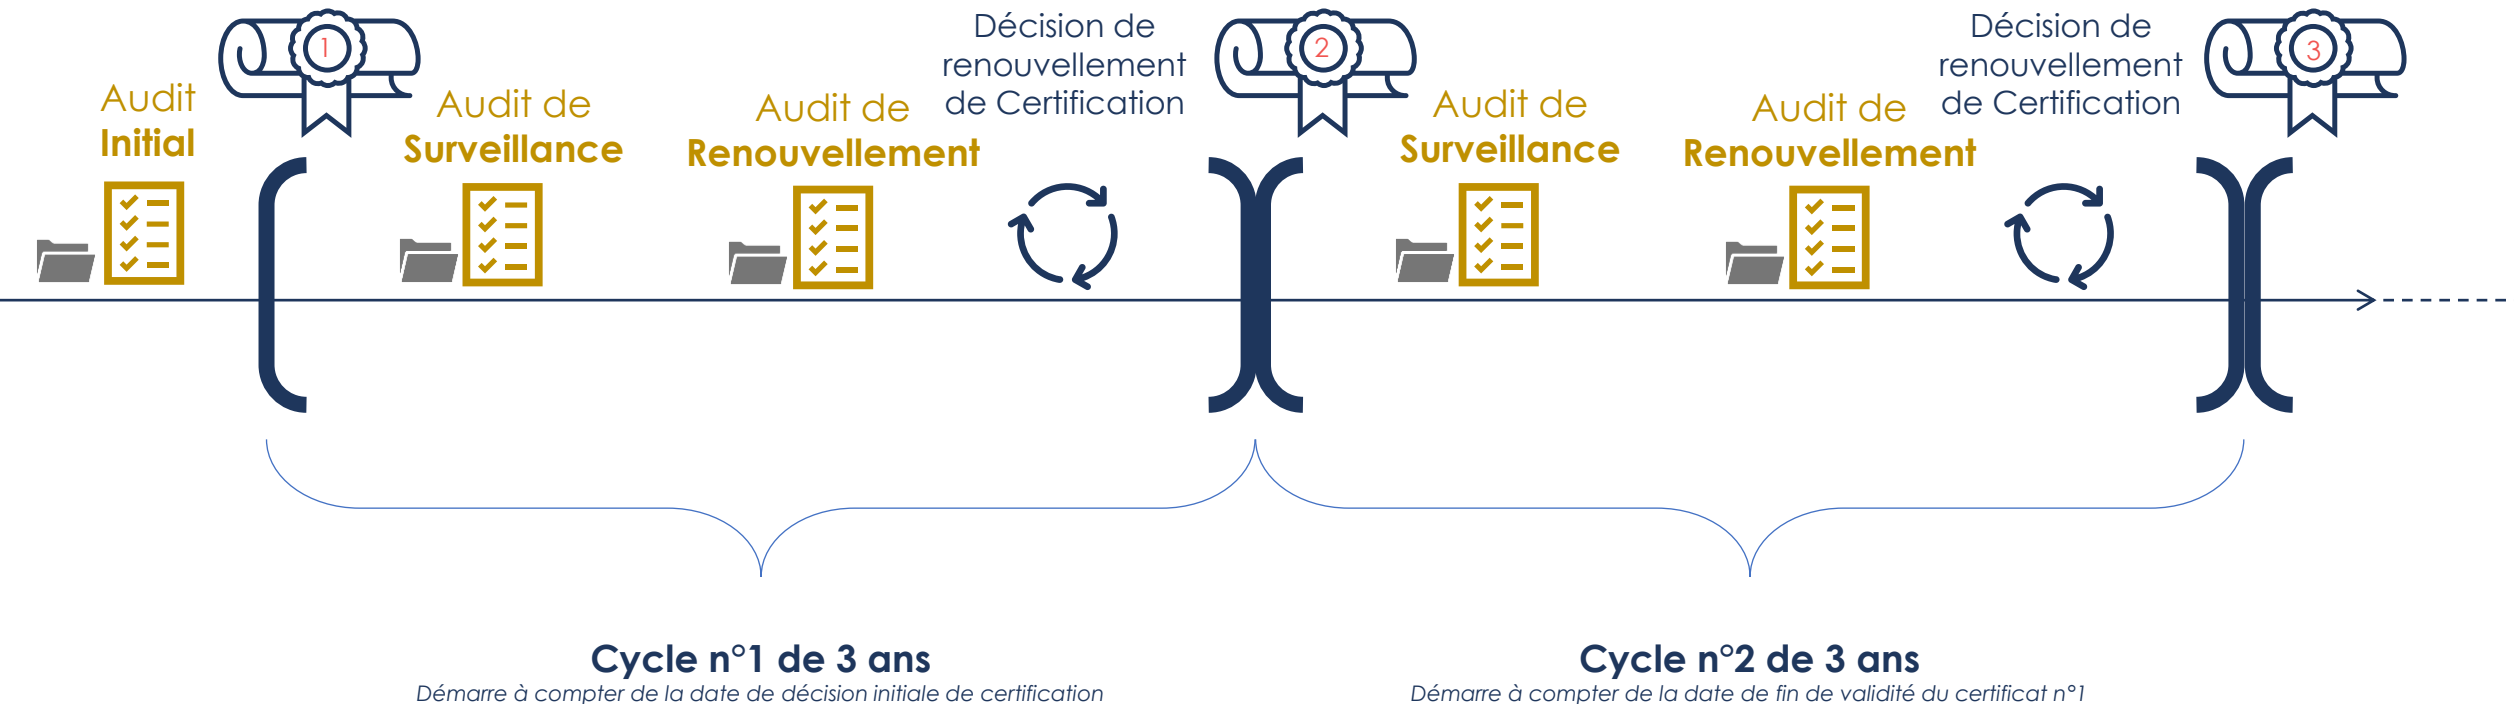 Audit
Initial
1
Audit de
Surveillance
Audit de
Renouvellement
Décision de
renouvellement
de Certification
2
Audit de
Surveillance
Audit de
Renouvellement
Décision de
renouvellement
de Certification
3
Cycle n°1 de 3 ans
Démarre à compter de la date de décision initiale de certification
Cycle n°2 de 3 ans
Démarre à compter de la date de fin de validité du certificat n°1